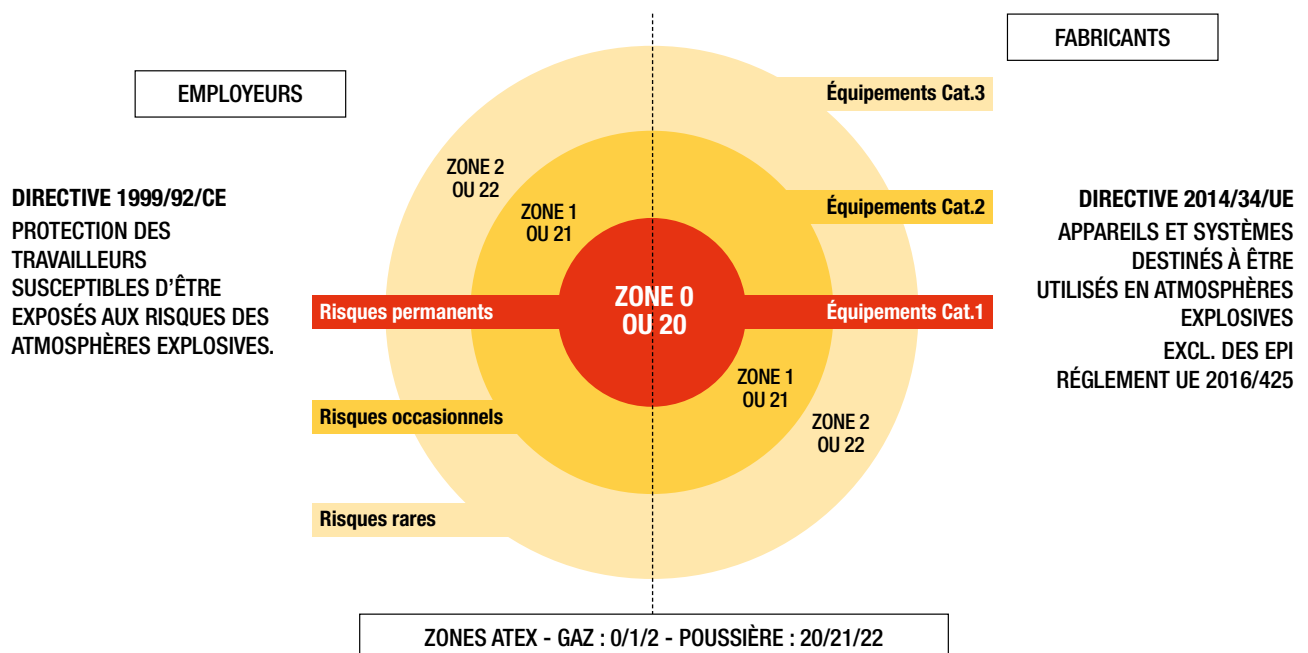 FABRICANTS
EMPLOYEURS
DIRECTIVE 1999/92/CE
PROTECTION DES
TRAVAILLEURS
SUSCEPTIBLES D'ÊTRE
EXPOSÉS AUX RISQUES DES
ATMOSPHÈRES EXPLOSIVES.
Risques permanents
Risques occasionnels
Risques rares
ZONE 2
OU 22
ZONE 1
OU 21
ZONE 0
OU 20
ZONE 1
OU 21
ZONE 2
OU 22
Équipements Cat.3
Équipements Cat.2
Équipements Cat.1
DIRECTIVE 2014/34/UE
APPAREILS ET SYSTÈMES
DESTINÉS À ÊTRE
UTILISÉS EN ATMOSPHÈRES
EXPLOSIVES
EXCL. DES EPI
RÉGLEMENT UE 2016/425
ZONES ATEX - GAZ : 0/1/2 - POUSSIÈRE : 20/21/22